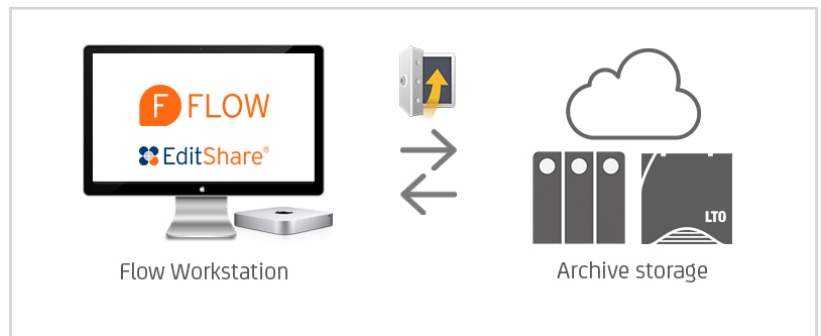 F FLOW
EditShare®
LTO
Flow Workstation
Archive storage